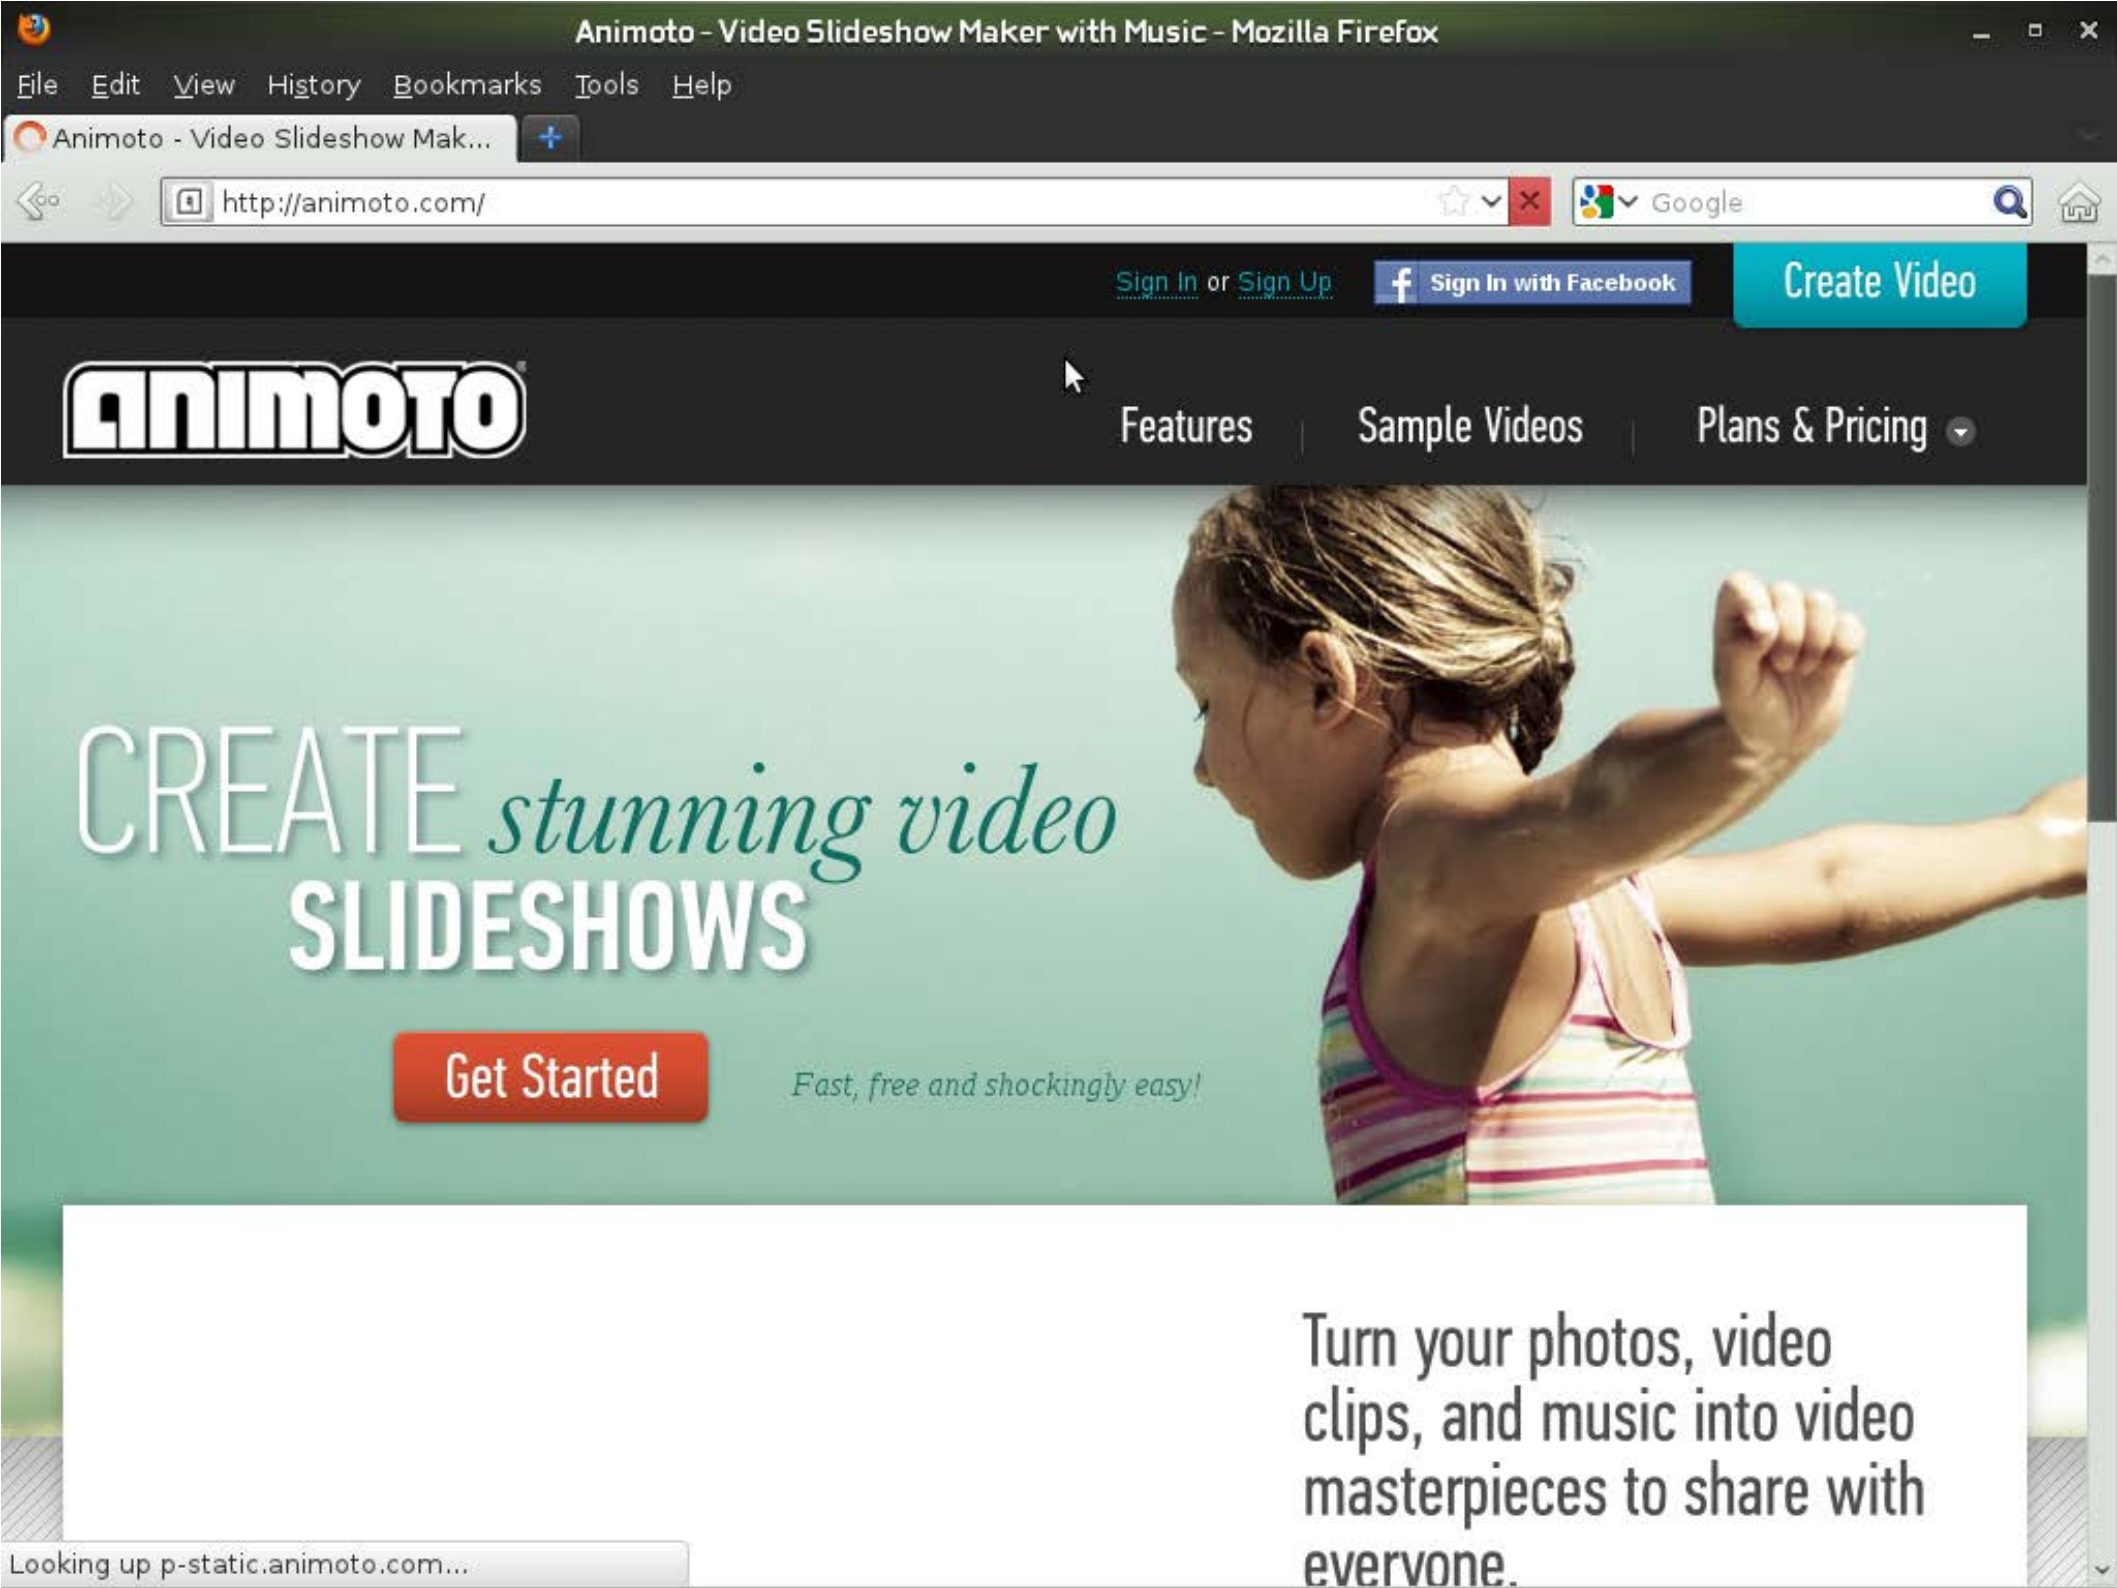 Animoto - Video Slideshow Maker with Music - Mozilla Firefox
File Edit View History Bookmarks Tools Help
Animoto - Video Slideshow Mak...
http://animoto.com/
Google
Sign In or Sign Up
f Sign In with Facebook
Create Video
ANIMOTO®
Features
Sample Videos
Plans & Pricing
CREATE stunning video
SLIDESHOWS
Get Started
Fast, free and shockingly easy!
Turn your photos, video
clips, and music into video
masterpieces to share with
everyone.
Looking up p-static.animoto.com...